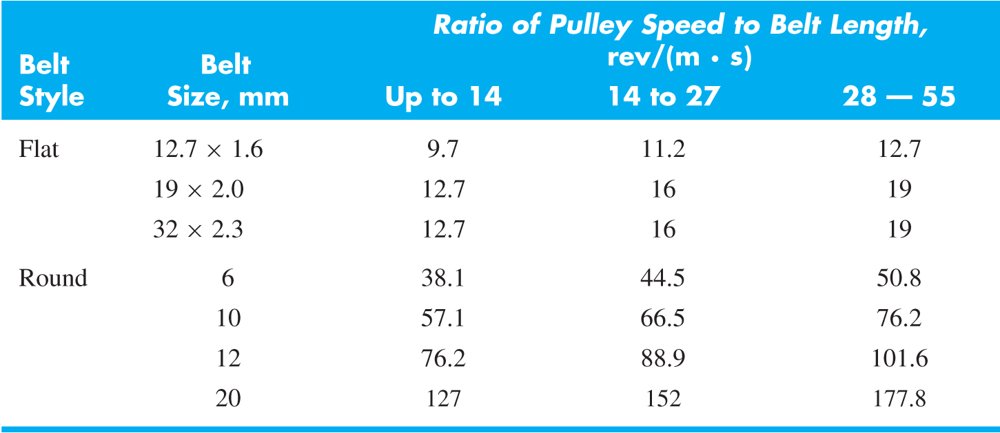 Ratio of Pulley Speed to Belt Length,
rev/(m · s)
Belt Style Belt Size, mm Up to 14 14 to 27 28 — 55
Flat 12.7 × 1.6 9.7 11.2 12.7
19 × 2.0 12.7 16 19
32 × 2.3 12.7 16 19
Round 6 38.1 44.5 50.8
10 57.1 66.5 76.2
12 76.2 88.9 101.6
20 127 152 177.8